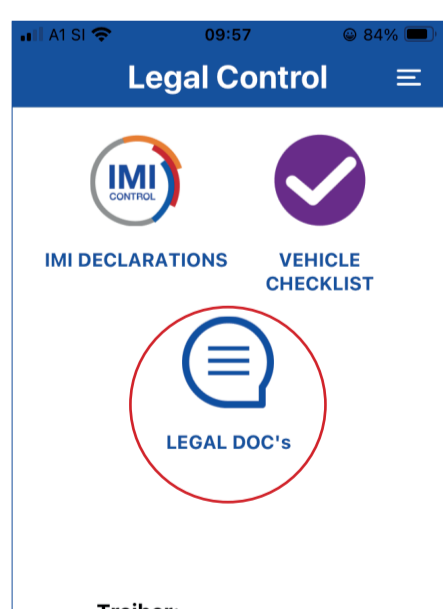 A1 SI 09:57 84%
Legal Control
IMI
CONTROL
IMI DECLARATIONS
VEHICLE
CHECKLIST
LEGAL DOC's